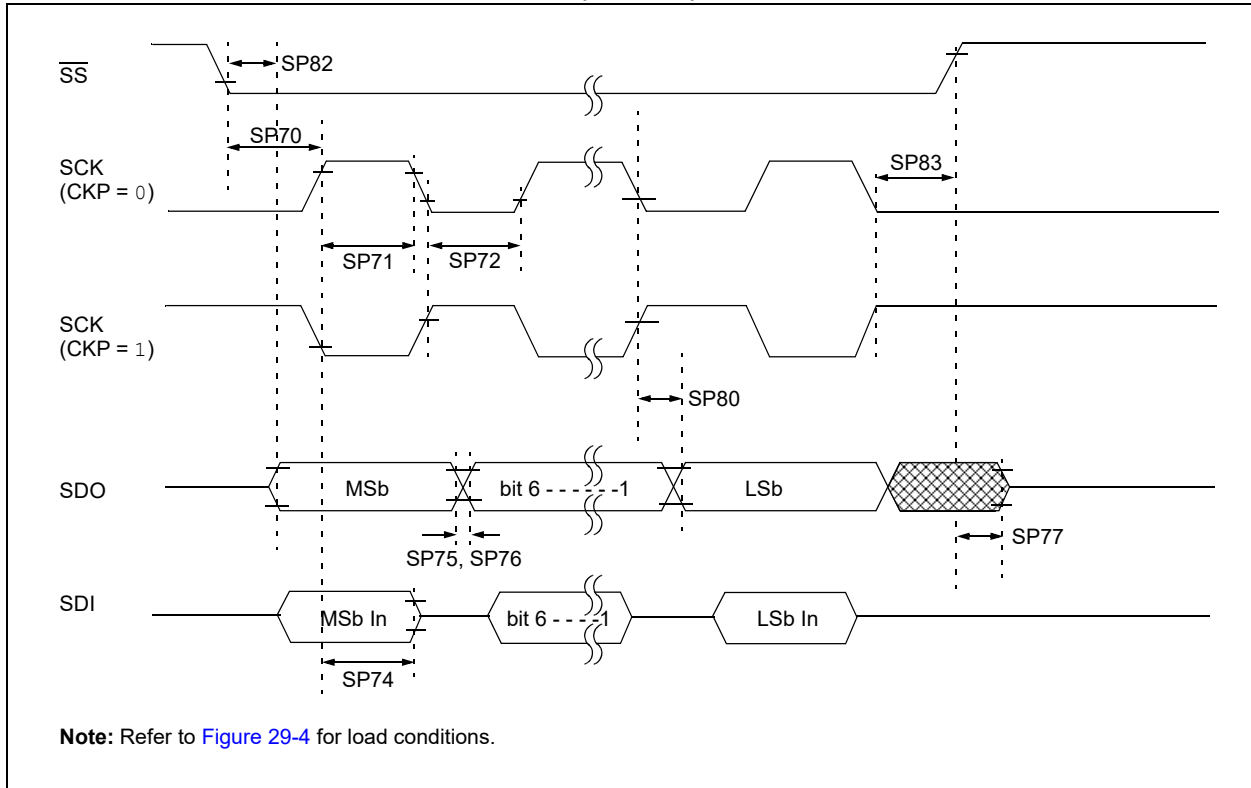 SS
SP82
SP70
SCK
(CKP = 0)
SP83
SP71
SP72
SCK
(CKP = 1)
SP80
SDO
MSb
bit 6 - - - - - -1
LSb
SP75, SP76
SP77
SDI
MSb In
bit 6 - - - -1
LSb In
SP74
Note: Refer to Figure 29-4 for load conditions.